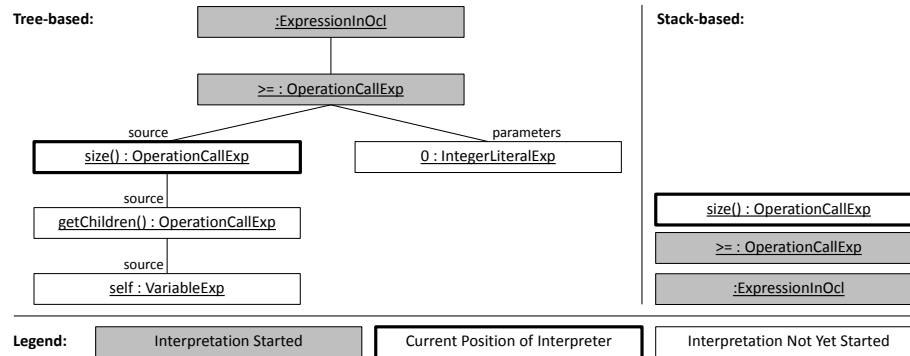 Tree-based:
:ExpressionInOcl
>= : OperationCallExp
source
parameters
size() : OperationCallExp
0 : IntegerLiteralExp
source
getChildren() : OperationCallExp
source
self : VariableExp
Stack-based:
size() : OperationCallExp
>= : OperationCallExp
:ExpressionInOcl
Legend:
Interpretation Started
Current Position of Interpreter
Interpretation Not Yet Started